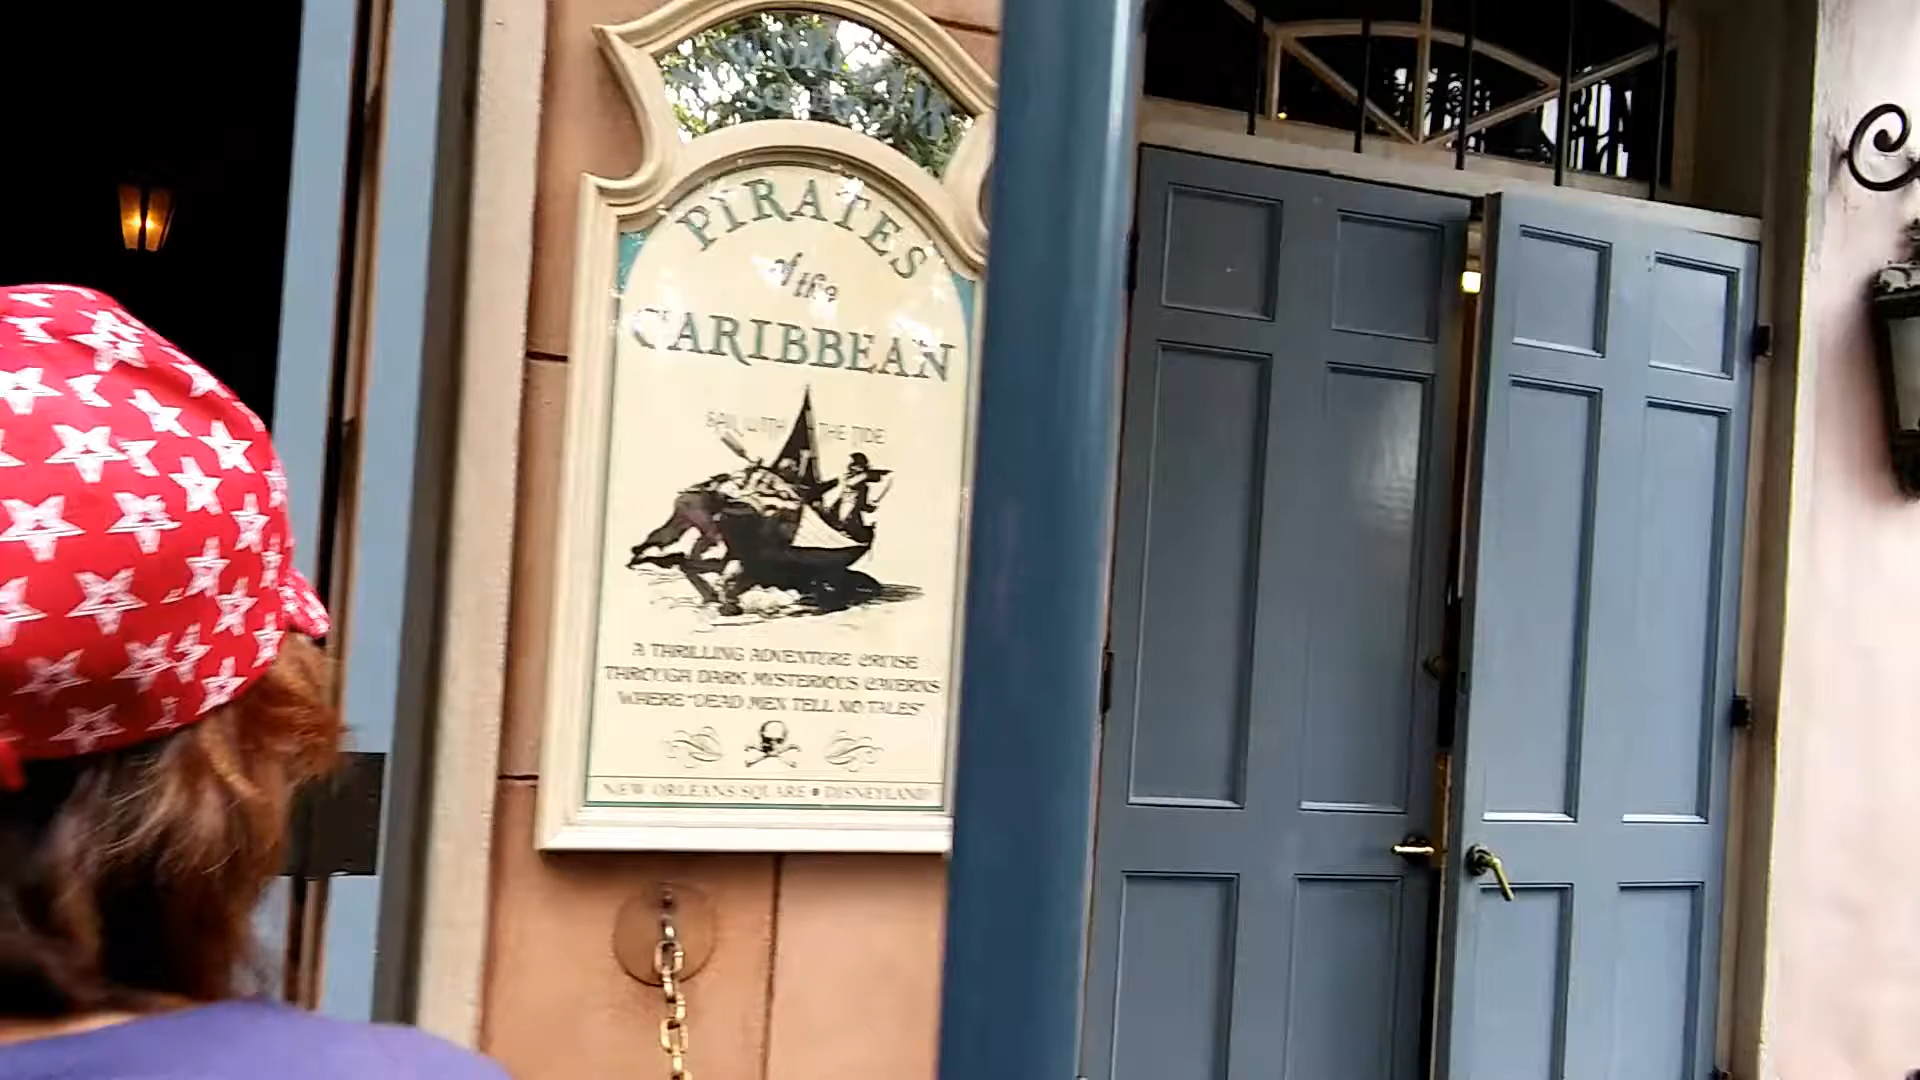 PIRATES
of the
CARIBBEAN
SAIL WITH THE TIDE
A THRILLING ADVENTURE CRUISE
THROUGH DARK MYSTERIOUS CAVERNS
WHERE "DEAD MEN TELL NO TALES"
NEW ORLEANS SQUARE • DISNEYLAND